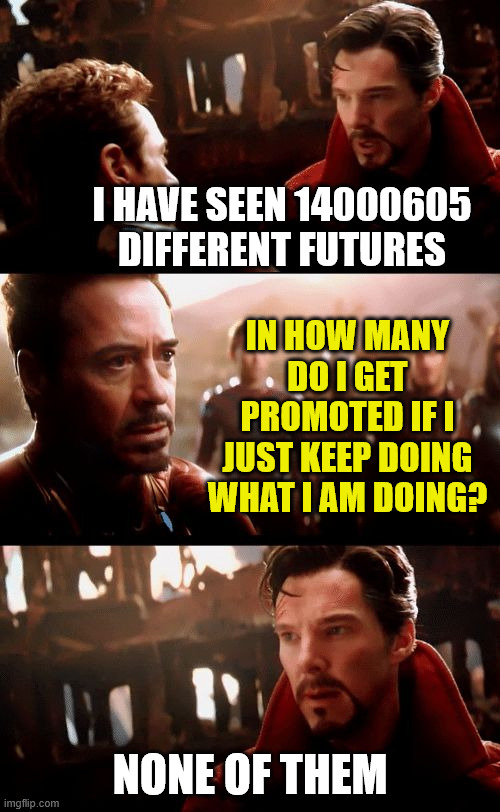 I HAVE SEEN 14000605
DIFFERENT FUTURES
IN HOW MANY
DO I GET
PROMOTED IF I
JUST KEEP DOING
WHAT I AM DOING?
NONE OF THEM
imgflip.com